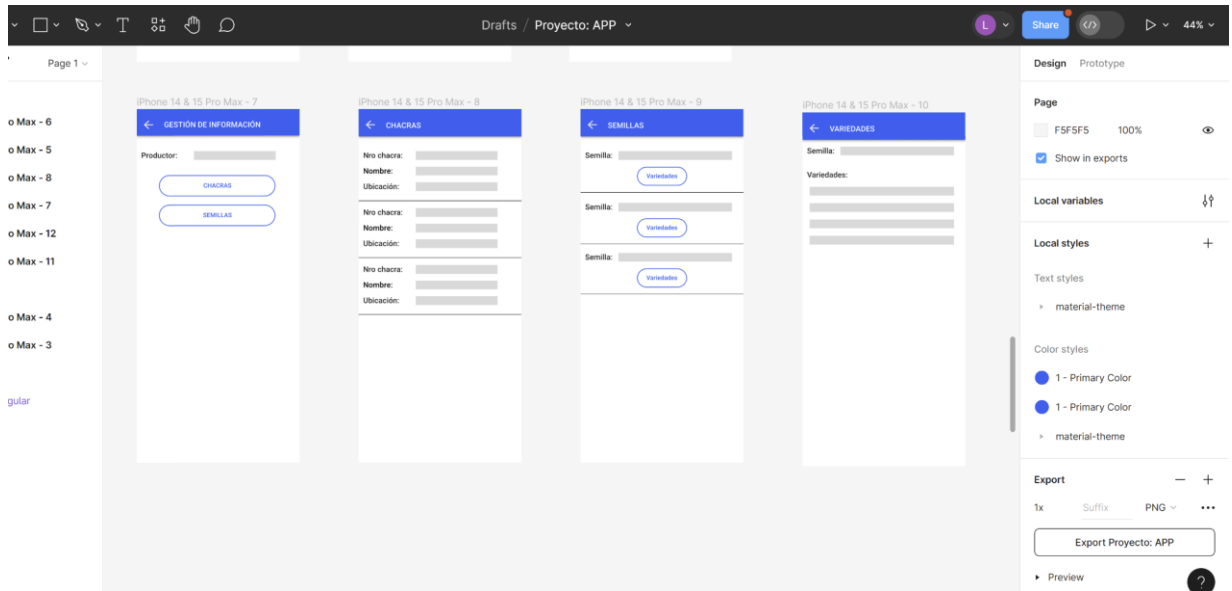 Drafts / Proyecto: APP
L
Share
44%
Page 1
o Max - 6
o Max - 5
o Max - 8
o Max - 7
o Max - 12
o Max - 11
o Max - 4
o Max - 3
gular
iPhone 14 & 15 Pro Max - 7
GESTIÓN DE INFORMACIÓN
Productor:
CHACRAS
SEMILLAS
iPhone 14 & 15 Pro Max - 8
CHACRAS
Nro chacra:
Nombre:
Ubicación:
Nro chacra:
Nombre:
Ubicación:
Nro chacra:
Nombre:
Ubicación:
iPhone 14 & 15 Pro Max - 9
SEMILLAS
Semilla:
Variedades
Semilla:
Variedades
Semilla:
Variedades
iPhone 14 & 15 Pro Max - 10
VARIEDADES
Semilla:
Variedades:
Design Prototype
Page
F5F5F5 100%
Show in exports
Local variables
Local styles
Text styles
material-theme
Color styles
1 - Primary Color
1 - Primary Color
material-theme
Export
1x Suffix PNG
Export Proyecto: APP
Preview
?